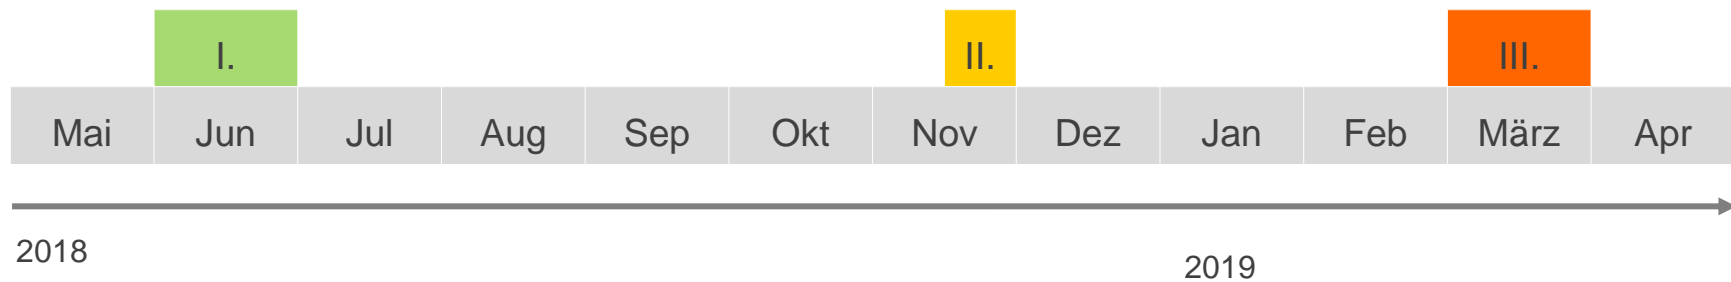 I. II. III.
Mai Jun Jul Aug Sep Okt Nov Dez Jan Feb März Apr
2018
2019